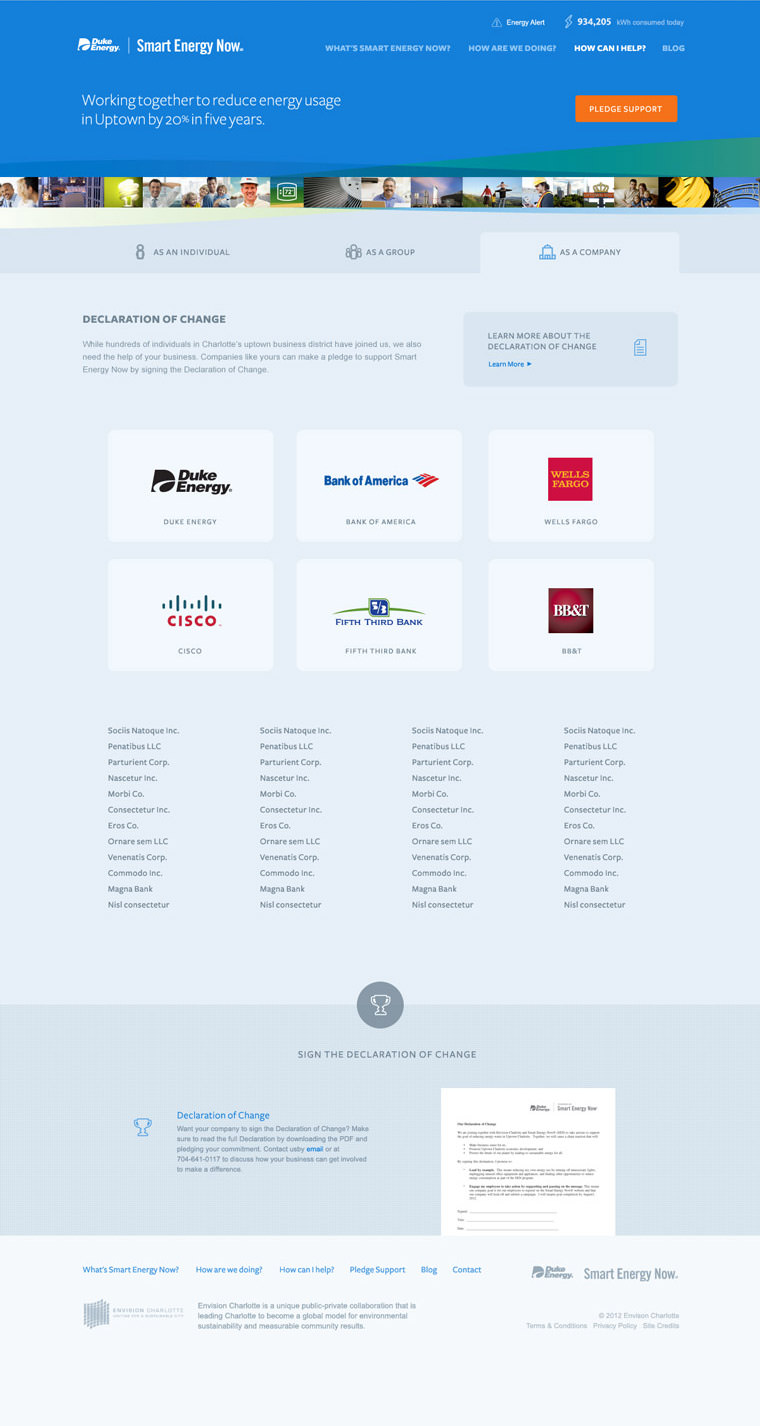 Energy Alert
934,205 kWh consumed today
Duke Energy® Smart Energy Now®
WHAT'S SMART ENERGY NOW? HOW ARE WE DOING? HOW CAN I HELP? BLOG
Working together to reduce energy usage
in Uptown by 20% in five years.
PLEDGE SUPPORT
72°
AS AN INDIVIDUAL
AS A GROUP
AS A COMPANY
DECLARATION OF CHANGE
While hundreds of individuals in Charlotte's uptown business district have joined us, we also
need the help of your business. Companies like yours can make a pledge to support Smart
Energy Now by signing the Declaration of Change.
LEARN MORE ABOUT THE
DECLARATION OF CHANGE
Learn More ►
Duke Energy®
DUKE ENERGY
Bank of America
BANK OF AMERICA
WELLS
FARGO
WELLS FARGO
CISCO™
CISCO
FIFTH THIRD BANK
FIFTH THIRD BANK
BB&T
BB&T
Sociis Natoque Inc.
Penatibus LLC
Parturient Corp.
Nascetur Inc.
Morbi Co.
Consectetur Inc.
Eros Co.
Ornare sem LLC
Venenatis Corp.
Commodo Inc.
Magna Bank
Nisl consectetur
Sociis Natoque Inc.
Penatibus LLC
Parturient Corp.
Nascetur Inc.
Morbi Co.
Consectetur Inc.
Eros Co.
Ornare sem LLC
Venenatis Corp.
Commodo Inc.
Magna Bank
Nisl consectetur
Sociis Natoque Inc.
Penatibus LLC
Parturient Corp.
Nascetur Inc.
Morbi Co.
Consectetur Inc.
Eros Co.
Ornare sem LLC
Venenatis Corp.
Commodo Inc.
Magna Bank
Nisl consectetur
Sociis Natoque Inc.
Penatibus LLC
Parturient Corp.
Nascetur Inc.
Morbi Co.
Consectetur Inc.
Eros Co.
Ornare sem LLC
Venenatis Corp.
Commodo Inc.
Magna Bank
Nisl consectetur
SIGN THE DECLARATION OF CHANGE
Declaration of Change
Want your company to sign the Declaration of Change? Make
sure to read the full Declaration by downloading the PDF and
pledging your commitment. Contact usby email or at
704-641-0117 to discuss how your business can get involved
to make a difference.
Duke Energy® Smart Energy Now®
Our Declaration of Change
What's Smart Energy Now? How are we doing? How can I help? Pledge Support Blog Contact
Duke Energy® Smart Energy Now®
ENVISION CHARLOTTE
Envision Charlotte is a unique public-private collaboration that is
leading Charlotte to become a global model for environmental
sustainability and measurable community results.
© 2012 Envison Charlotte
Terms & Conditions Privacy Policy Site Credits